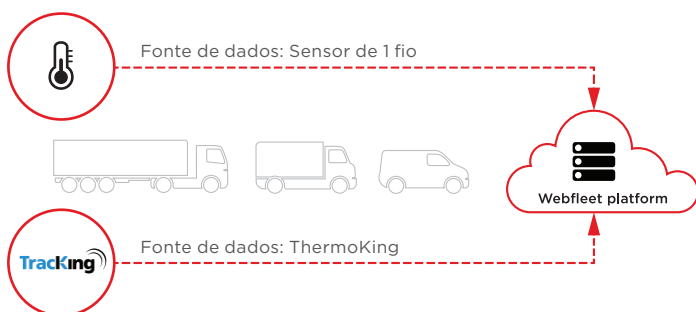 Fonte de dados: Sensor de 1 fio
Webfleet platform
Fonte de dados: ThermoKing
TracKing